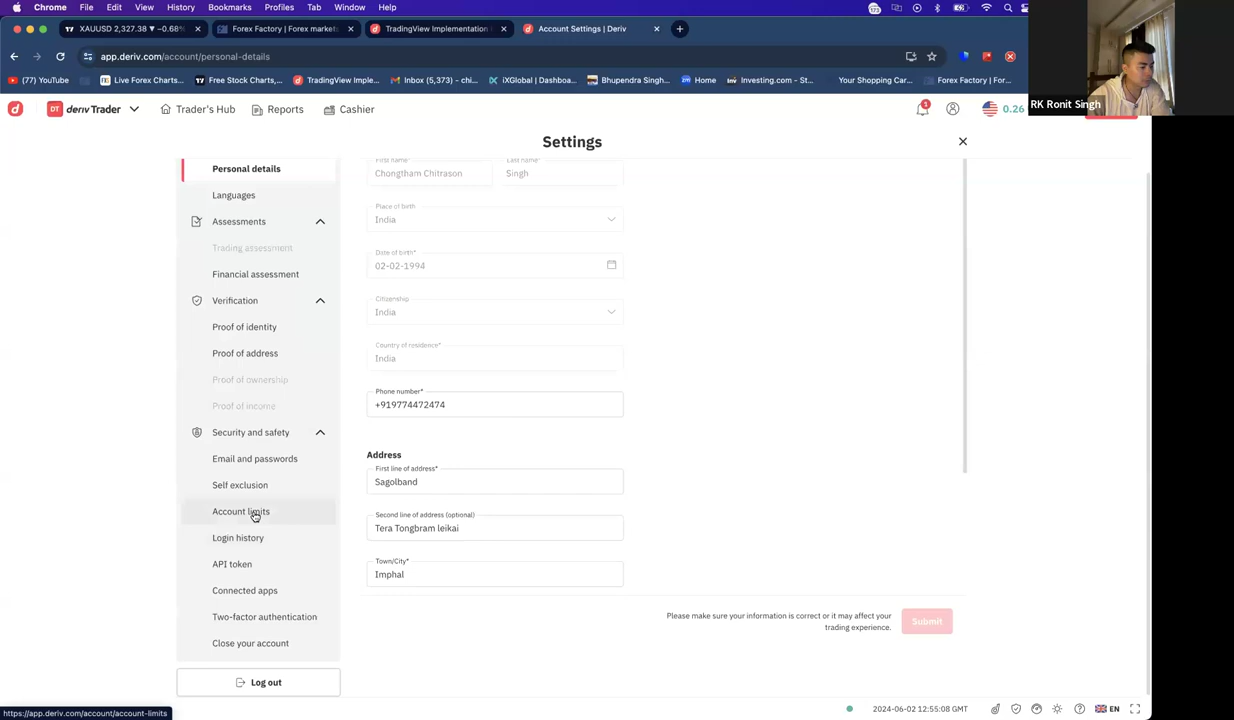 Chrome File Edit View History Bookmarks Profiles Tab Window Help
XAUUSD 2,327.38 ▼ −0.68%
Forex Factory | Forex market
TradingView Implementation
Account Settings | Deriv
app.deriv.com/account/personal-details
(77) YouTube
Live Forex Charts...
Free Stock Charts,...
TradingView Imple...
Inbox (5,373) - chi...
iXGlobal | Dashboa...
Bhupendra Singh...
Home
Investing.com - St...
Your Shopping Car...
Forex Factory | For...
RK Ronit Singh
deriv Trader
Trader's Hub
Reports
Cashier
1
0.26
Settings
Personal details
Languages
Assessments
Trading assessment
Financial assessment
Verification
Proof of identity
Proof of address
Proof of ownership
Proof of income
Security and safety
Email and passwords
Self exclusion
Account limits
Login history
API token
Connected apps
Two-factor authentication
Close your account
Log out
First name*
Chongtham Chitrason
Last name*
Singh
Place of birth
India
Date of birth*
02-02-1994
Citizenship
India
Country of residence*
India
Phone number*
+919774472474
Address
First line of address*
Sagolband
Second line of address (optional)
Tera Tongbram leikai
Town/City*
Imphal
Please make sure your information is correct or it may affect your
trading experience.
Submit
https://app.deriv.com/account/account-limits
2024-06-02 12:55:08 GMT
EN